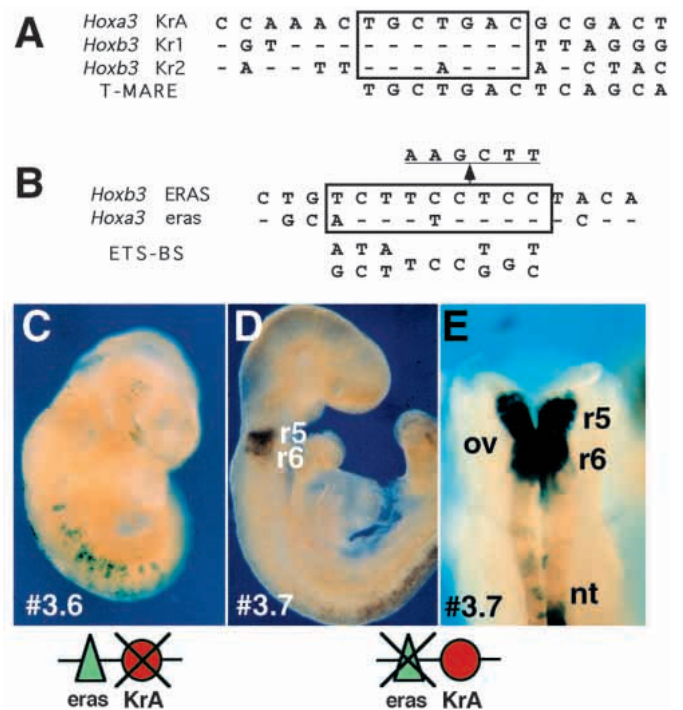 A
Hoxa3 KrA C C A A A C T G C T G A C G C G A C T
Hoxb3 Kr1 - G T - - - - - - - - - - T T A G G G
Hoxb3 Kr2 - A - - T T - - - A - - - A - C T A C
T-MARE T G C T G A C T C A G C A
A A G C T T
B
Hoxb3 ERAS C T G T C T T C C T C C T A C A
Hoxa3 eras - G C A - - - T - - - - - C - -
A T A T T
ETS-BS T C C G
G C T G C
C
D
E
r5
r6
ov
r5
r6
nt
#3.6
#3.7
#3.7
eras KrA
eras KrA